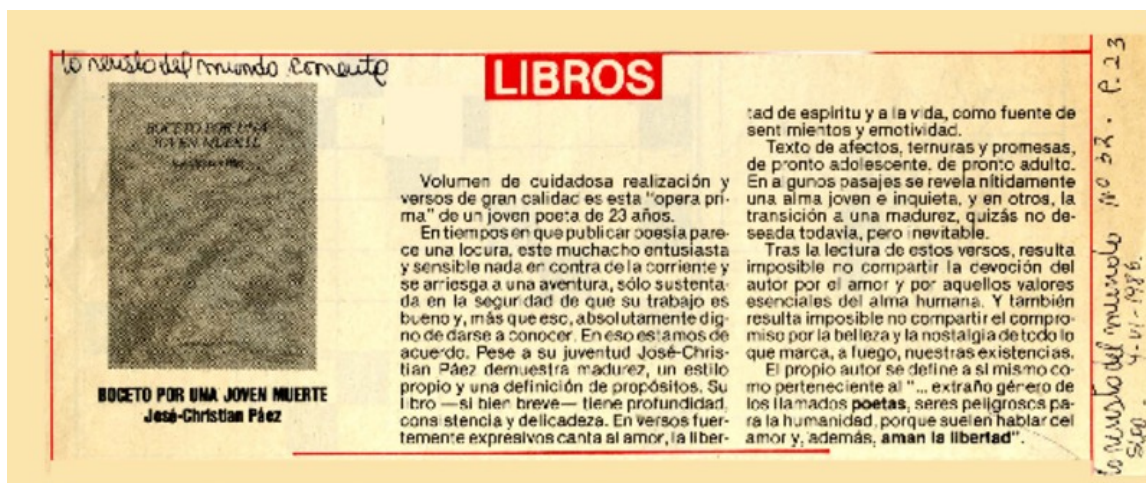 la revista del mundo comenta
LIBROS
BOCETO POR UNA
JOVEN MUERTE
BOCETO POR UNA JOVEN MUERTE
José-Christian Páez
Volumen de cuidadosa realización y
versos de gran calidad es esta "opera pri-
ma" de un joven poeta de 23 años.
En tiempos en que publicar poesía pare-
ce una locura, este muchacho entusiasta
y sensible nada en contra de la corriente y
se arriesga a una aventura, sólo sustenta-
da en la seguridad de que su trabajo es
bueno y, más que eso, absolutamente dig-
no de darse a conocer. En eso estamos de
acuerdo. Pese a su juventud José-Chris-
tian Páez demuestra madurez, un estilo
propio y una definición de propósitos. Su
libro —si bien breve— tiene profundidad,
consistencia y delicadeza. En versos fuer-
temente expresivos canta al amor, la liber-
tad de espíritu y a la vida, como fuente de
sentimientos y emotividad.
Texto de afectos, ternuras y promesas,
de pronto adolescente, de pronto adulto.
En algunos pasajes se revela nítidamente
una alma joven e inquieta, y en otros, la
transición a una madurez, quizás no de-
seada todavía, pero inevitable.
Tras la lectura de estos versos, resulta
imposible no compartir la devoción del
autor por el amor y por aquellos valores
esenciales del alma humana. Y también
resulta imposible no compartir el compro-
miso por la belleza y la nostalgia de todo lo
que marca, a fuego, nuestras existencias.
El propio autor se define a sí mismo co-
mo perteneciente al "... extraño género de
los llamados poetas, seres peligrosos pa-
ra la humanidad, porque suelen hablar del
amor y, además, aman la libertad".
la revista del mundo No 32. P. 23
Stgo, 4-VI-1986.